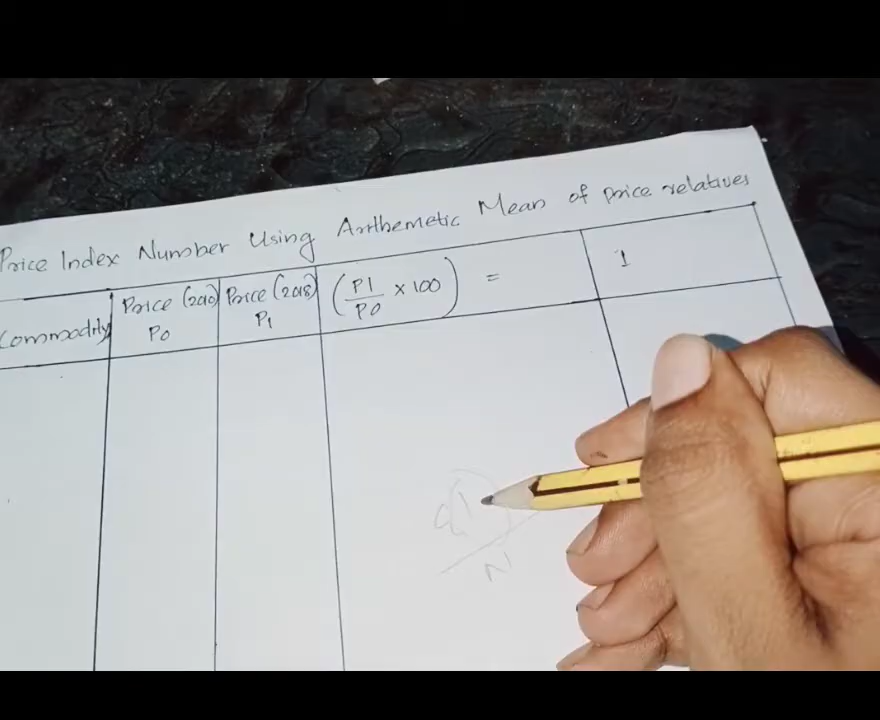 Price Index Number Using Arithemetic Mean of price relatives
Commodity Price (2010) P0 Price (2018) P1 (P1/P0 × 100) = 1
N